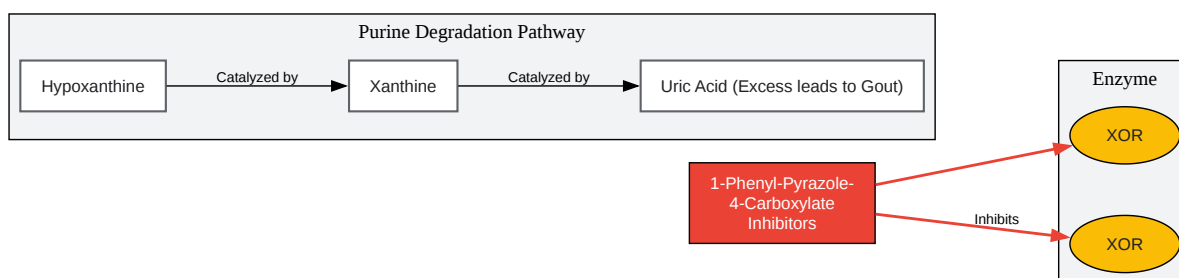 Purine Degradation Pathway
Hypoxanthine
Catalyzed by
Xanthine
Catalyzed by
Uric Acid (Excess leads to Gout)
Enzyme
XOR
1-Phenyl-Pyrazole-
4-Carboxylate
Inhibitors
Inhibits
XOR